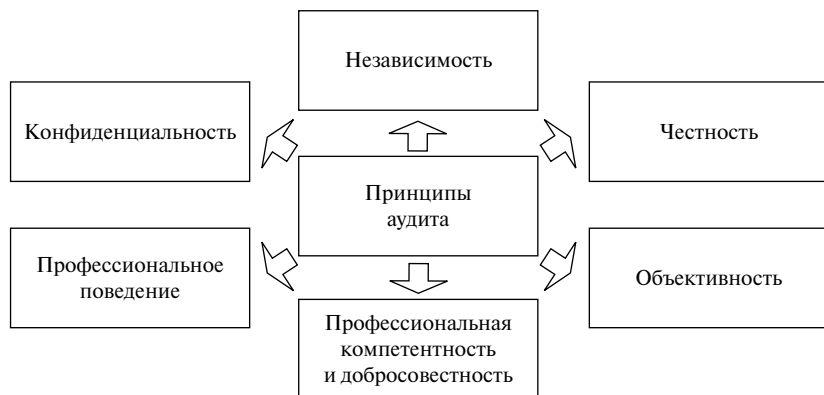 Независимость
Конфиденциальность
Честность
Принципы
аудита
Профессиональное
поведение
Объективность
Профессиональная
компетентность
и добросовестность